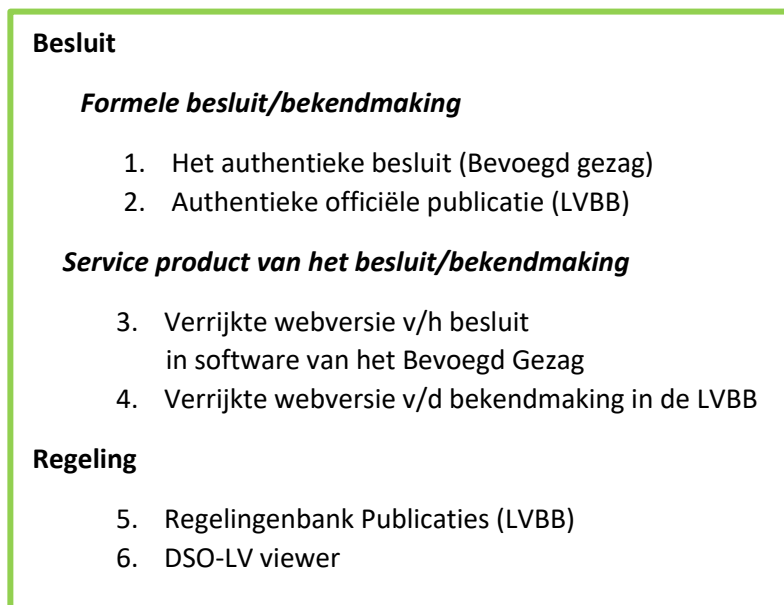 Besluit
Formele besluit/bekendmaking
1. Het authentieke besluit (Bevoegd gezag)
2. Authentieke officiële publicatie (LVBB)
Service product van het besluit/bekendmaking
3. Verrijkte webversie v/h besluit
in software van het Bevoegd Gezag
4. Verrijkte webversie v/d bekendmaking in de LVBB
Regeling
5. Regelingenbank Publicaties (LVBB)
6. DSO-LV viewer